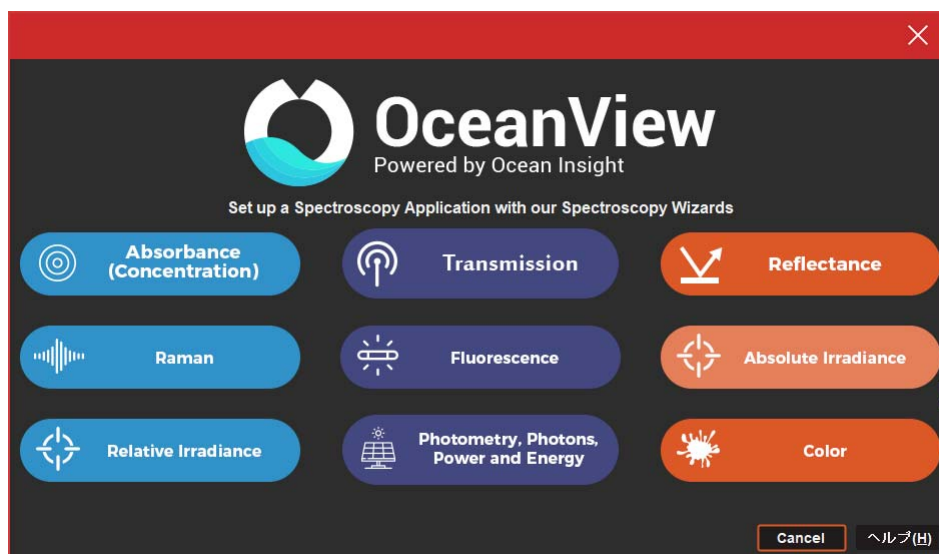 OceanView
Powered by Ocean Insight
Set up a Spectroscopy Application with our Spectroscopy Wizards
Absorbance
(Concentration)
Transmission
Reflectance
Raman
Fluorescence
Absolute Irradiance
Relative Irradiance
Photometry, Photons,
Power and Energy
Color
Cancel
ヘルプ(H)